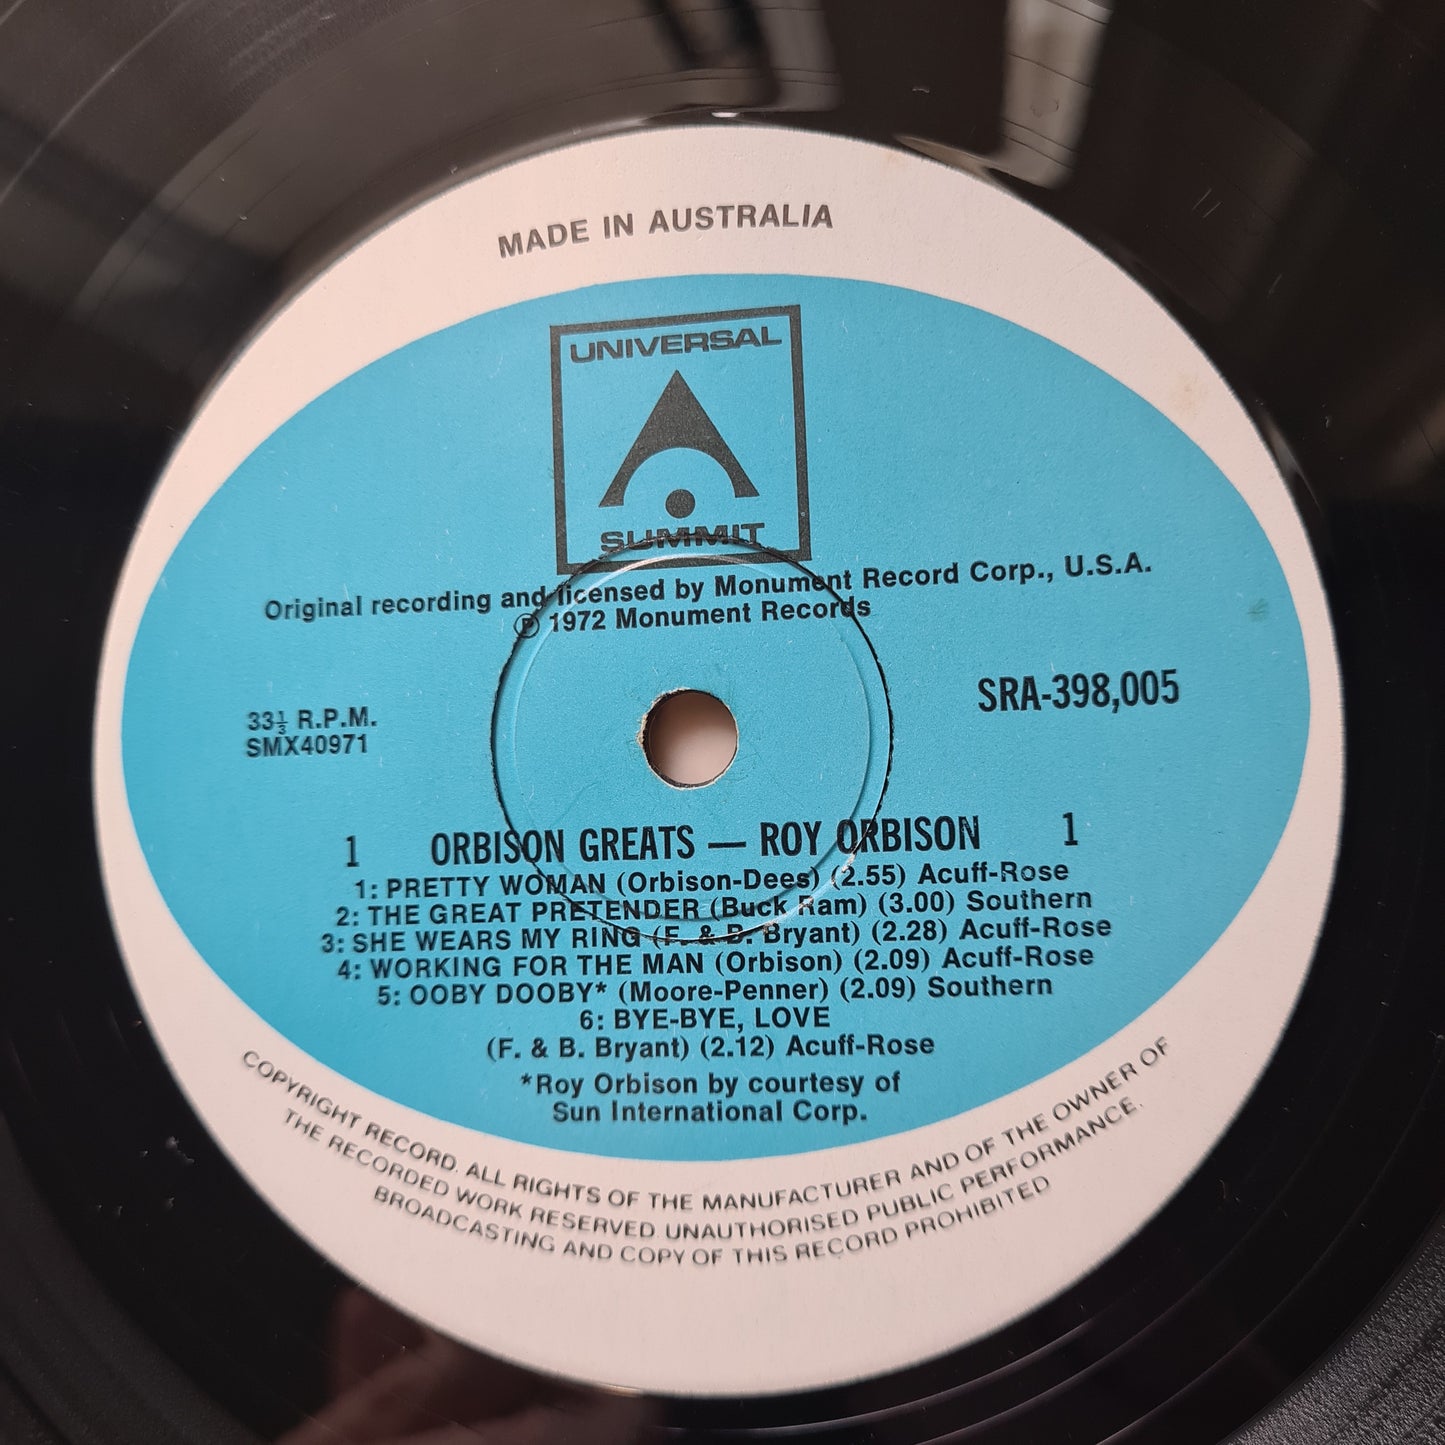 MADE IN AUSTRALIA
UNIVERSAL
SUMMIT
Original recording and licensed by Monument Record Corp., U.S.A.
Ⓟ 1972 Monument Records
SRA-398,005
33⅓ R.P.M.
SMX40971
1 ORBISON GREATS — ROY ORBISON 1
1: PRETTY WOMAN (Orbison-Dees) (2.55) Acuff-Rose
2: THE GREAT PRETENDER (Buck Ram) (3.00) Southern
3: SHE WEARS MY RING (F. & B. Bryant) (2.28) Acuff-Rose
4: WORKING FOR THE MAN (Orbison) (2.09) Acuff-Rose
5: OOBY DOOBY* (Moore-Penner) (2.09) Southern
6: BYE-BYE, LOVE
(F. & B. Bryant) (2.12) Acuff-Rose
*Roy Orbison by courtesy of
Sun International Corp.
COPYRIGHT RECORD. ALL RIGHTS OF THE MANUFACTURER AND OF THE OWNER OF
THE RECORDED WORK RESERVED. UNAUTHORISED PUBLIC PERFORMANCE.
BROADCASTING AND COPY OF THIS RECORD PROHIBITED